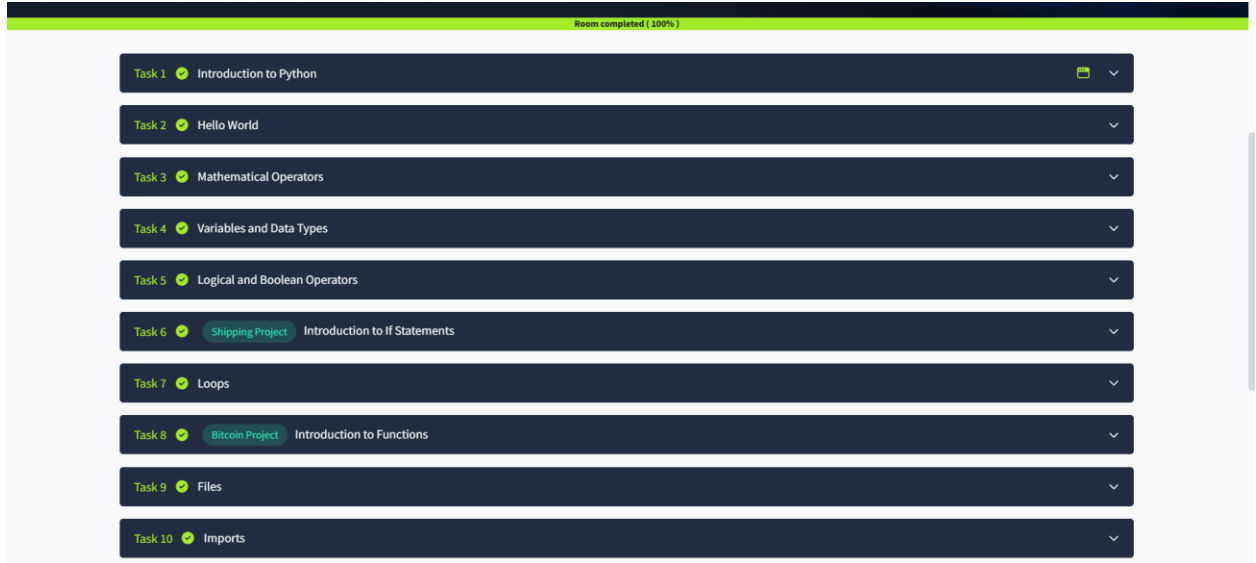 Room completed ( 100% )
Task 1 Introduction to Python
Task 2 Hello World
Task 3 Mathematical Operators
Task 4 Variables and Data Types
Task 5 Logical and Boolean Operators
Task 6 Shipping Project Introduction to If Statements
Task 7 Loops
Task 8 Bitcoin Project Introduction to Functions
Task 9 Files
Task 10 Imports